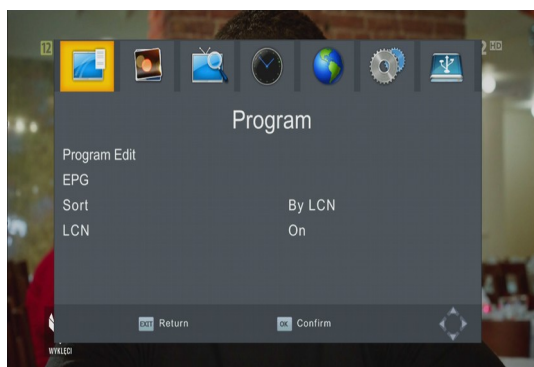 12
2 HD
Program
Program Edit
EPG
Sort By LCN
LCN On
EXIT Return
OK Confirm
WYKLĘCI